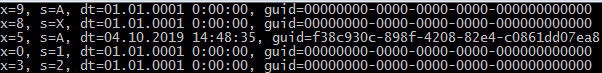 x=9, s=A, dt=01.01.0001 0:00:00, guid=00000000-0000-0000-0000-000000000000
x=8, s=X, dt=01.01.0001 0:00:00, guid=00000000-0000-0000-0000-000000000000
x=5, s=A, dt=04.10.2019 14:48:35, guid=f38c930c-898f-4208-82e4-c0861dd07ea8
x=0, s=1, dt=01.01.0001 0:00:00, guid=00000000-0000-0000-0000-000000000000
x=3, s=2, dt=01.01.0001 0:00:00, guid=00000000-0000-0000-0000-000000000000